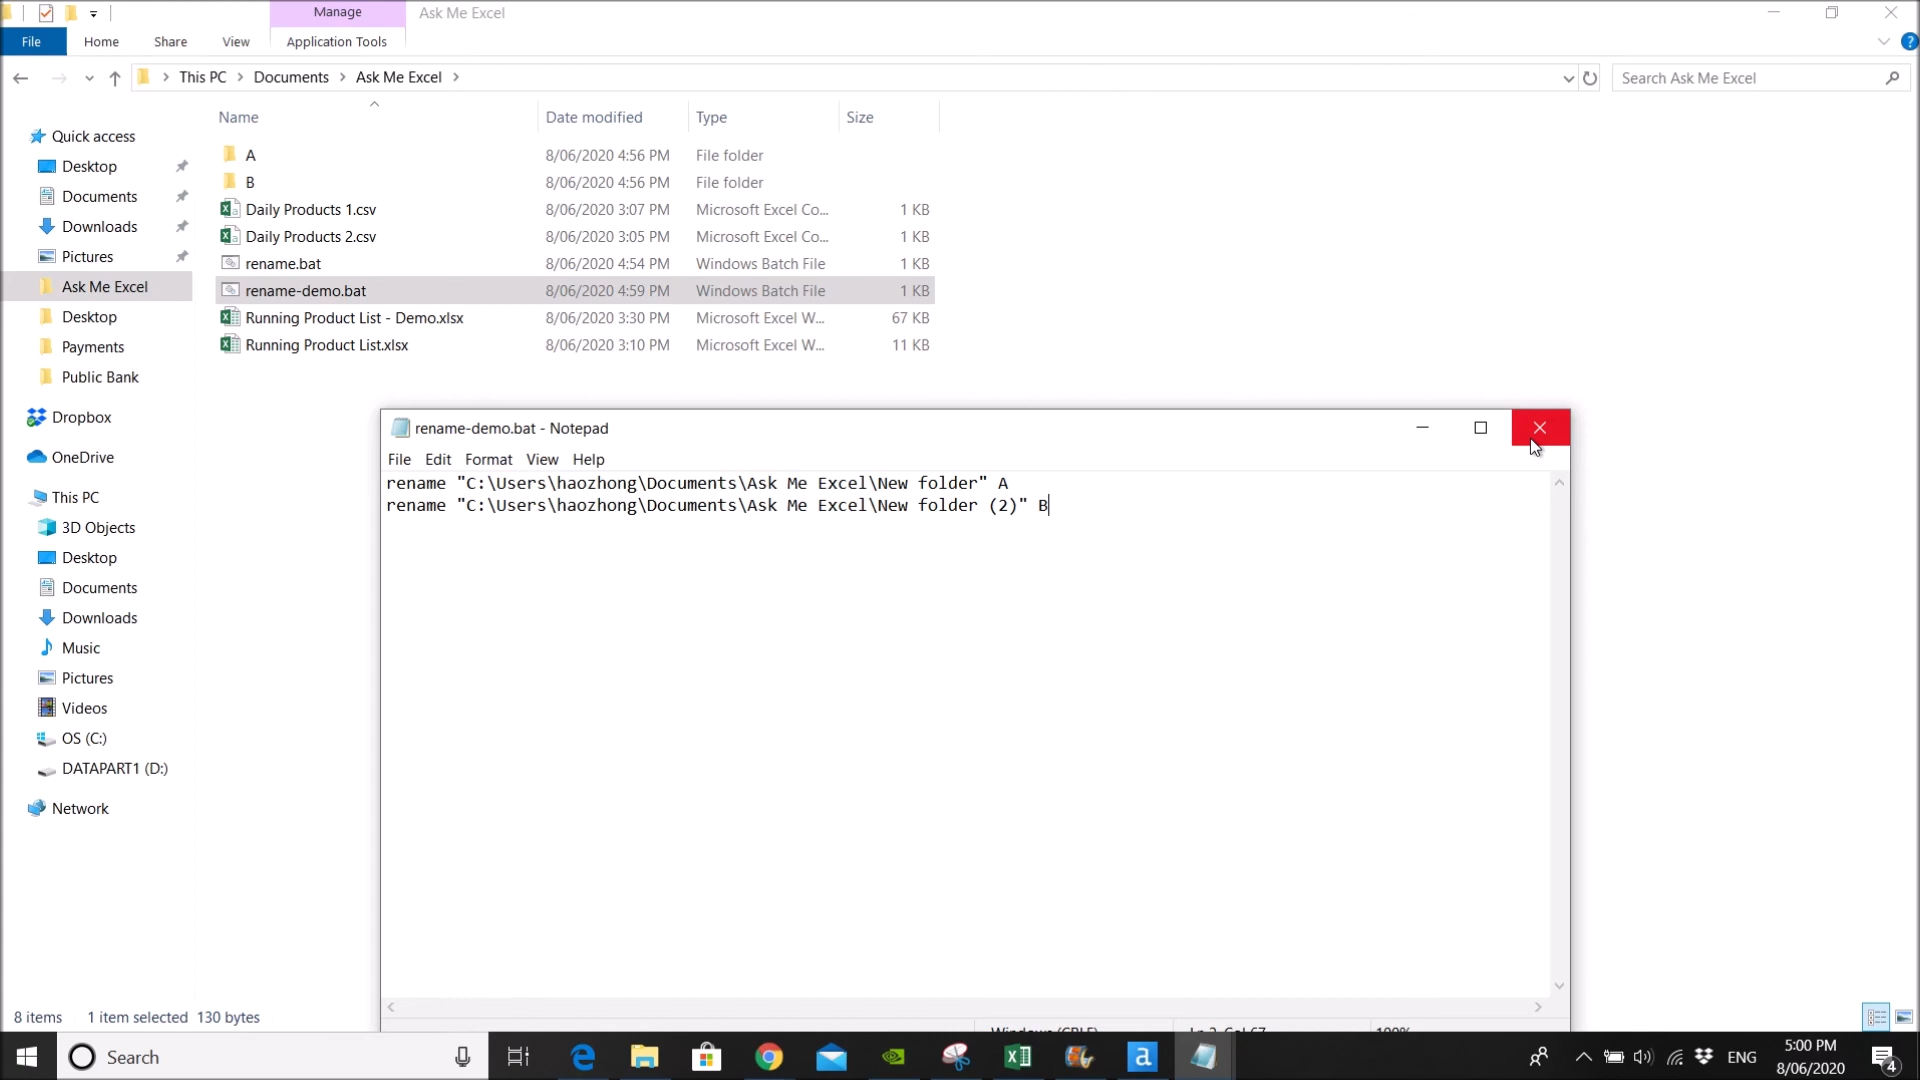 Manage
Ask Me Excel
File
Home
Share
View
Application Tools
This PC
Documents
Ask Me Excel
Search Ask Me Excel
Name
Date modified
Type
Size
A
8/06/2020 4:56 PM
File folder
B
8/06/2020 4:56 PM
File folder
Daily Products 1.csv
8/06/2020 3:07 PM
Microsoft Excel Co...
1 KB
Daily Products 2.csv
8/06/2020 3:05 PM
Microsoft Excel Co...
1 KB
rename.bat
8/06/2020 4:54 PM
Windows Batch File
1 KB
rename-demo.bat
8/06/2020 4:59 PM
Windows Batch File
1 KB
Running Product List - Demo.xlsx
8/06/2020 3:30 PM
Microsoft Excel W...
67 KB
Running Product List.xlsx
8/06/2020 3:10 PM
Microsoft Excel W...
11 KB
Quick access
Desktop
Documents
Downloads
Pictures
Ask Me Excel
Desktop
Payments
Public Bank
Dropbox
OneDrive
This PC
3D Objects
Desktop
Documents
Downloads
Music
Pictures
Videos
OS (C:)
DATAPART1 (D:)
Network
rename-demo.bat - Notepad
File
Edit
Format
View
Help
rename "C:\Users\haozhong\Documents\Ask Me Excel\New folder" A
rename "C:\Users\haozhong\Documents\Ask Me Excel\New folder (2)" B
Windows (CRLF)
Ln 2, Col 67
100%
8 items
1 item selected
130 bytes
Search
ENG
5:00 PM
8/06/2020
4